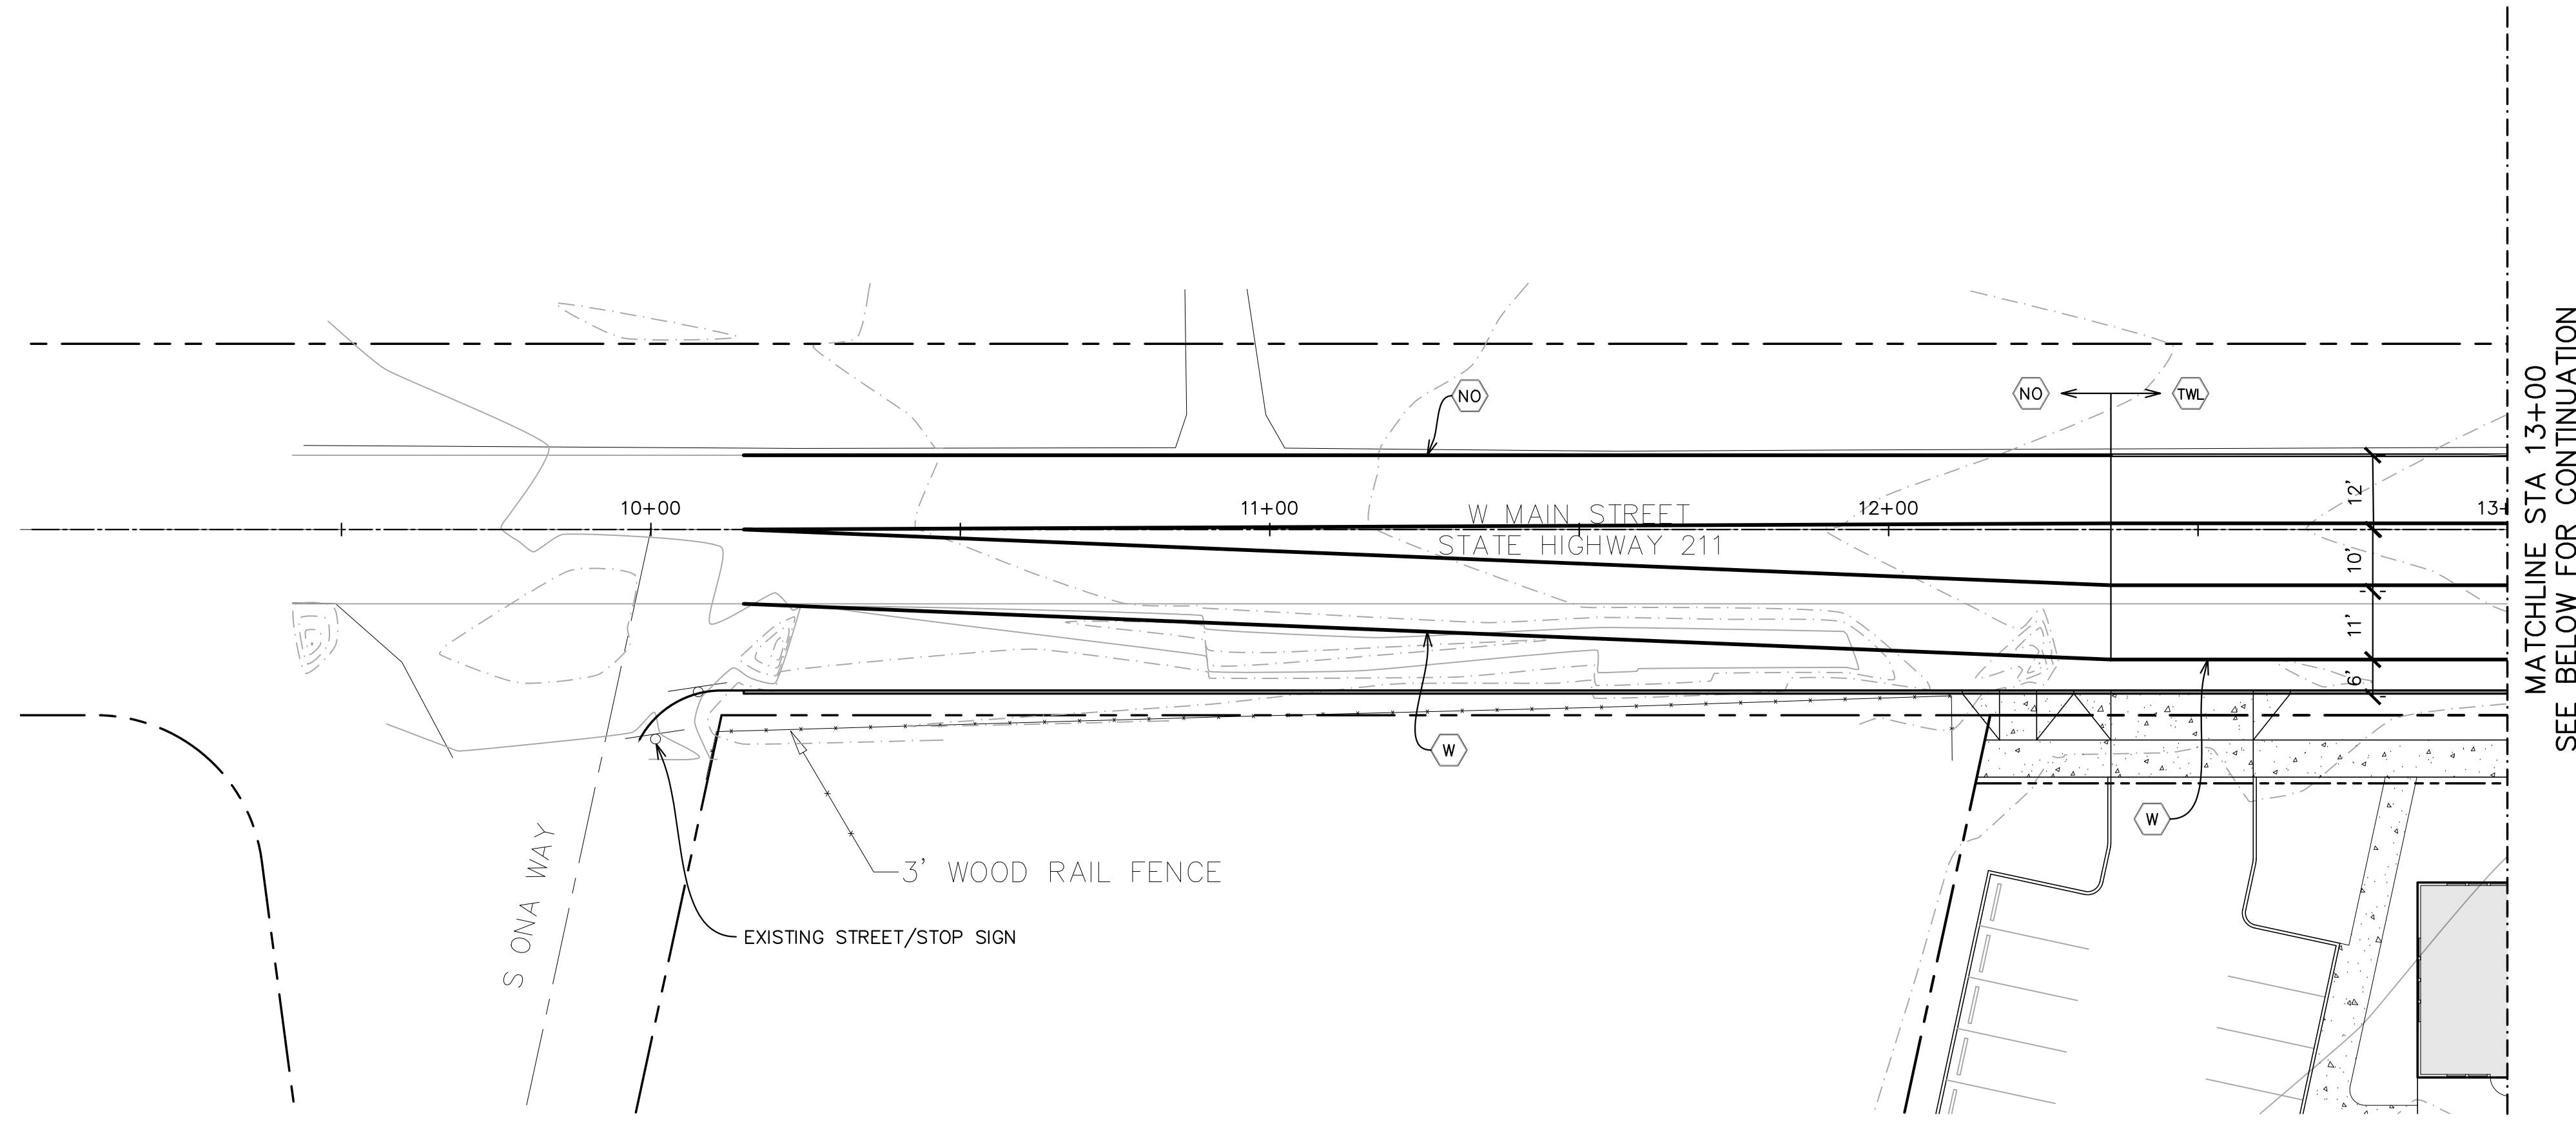 NO
NO
TWL
10+00
11+00
W MAIN STREET
STATE HIGHWAY 211
12+00
13+
12'
10'
11'
6'
W
W
3' WOOD RAIL FENCE
S ONA WAY
EXISTING STREET/STOP SIGN
MATCHLINE STA 13+00
SEE BELOW FOR CONTINUATION